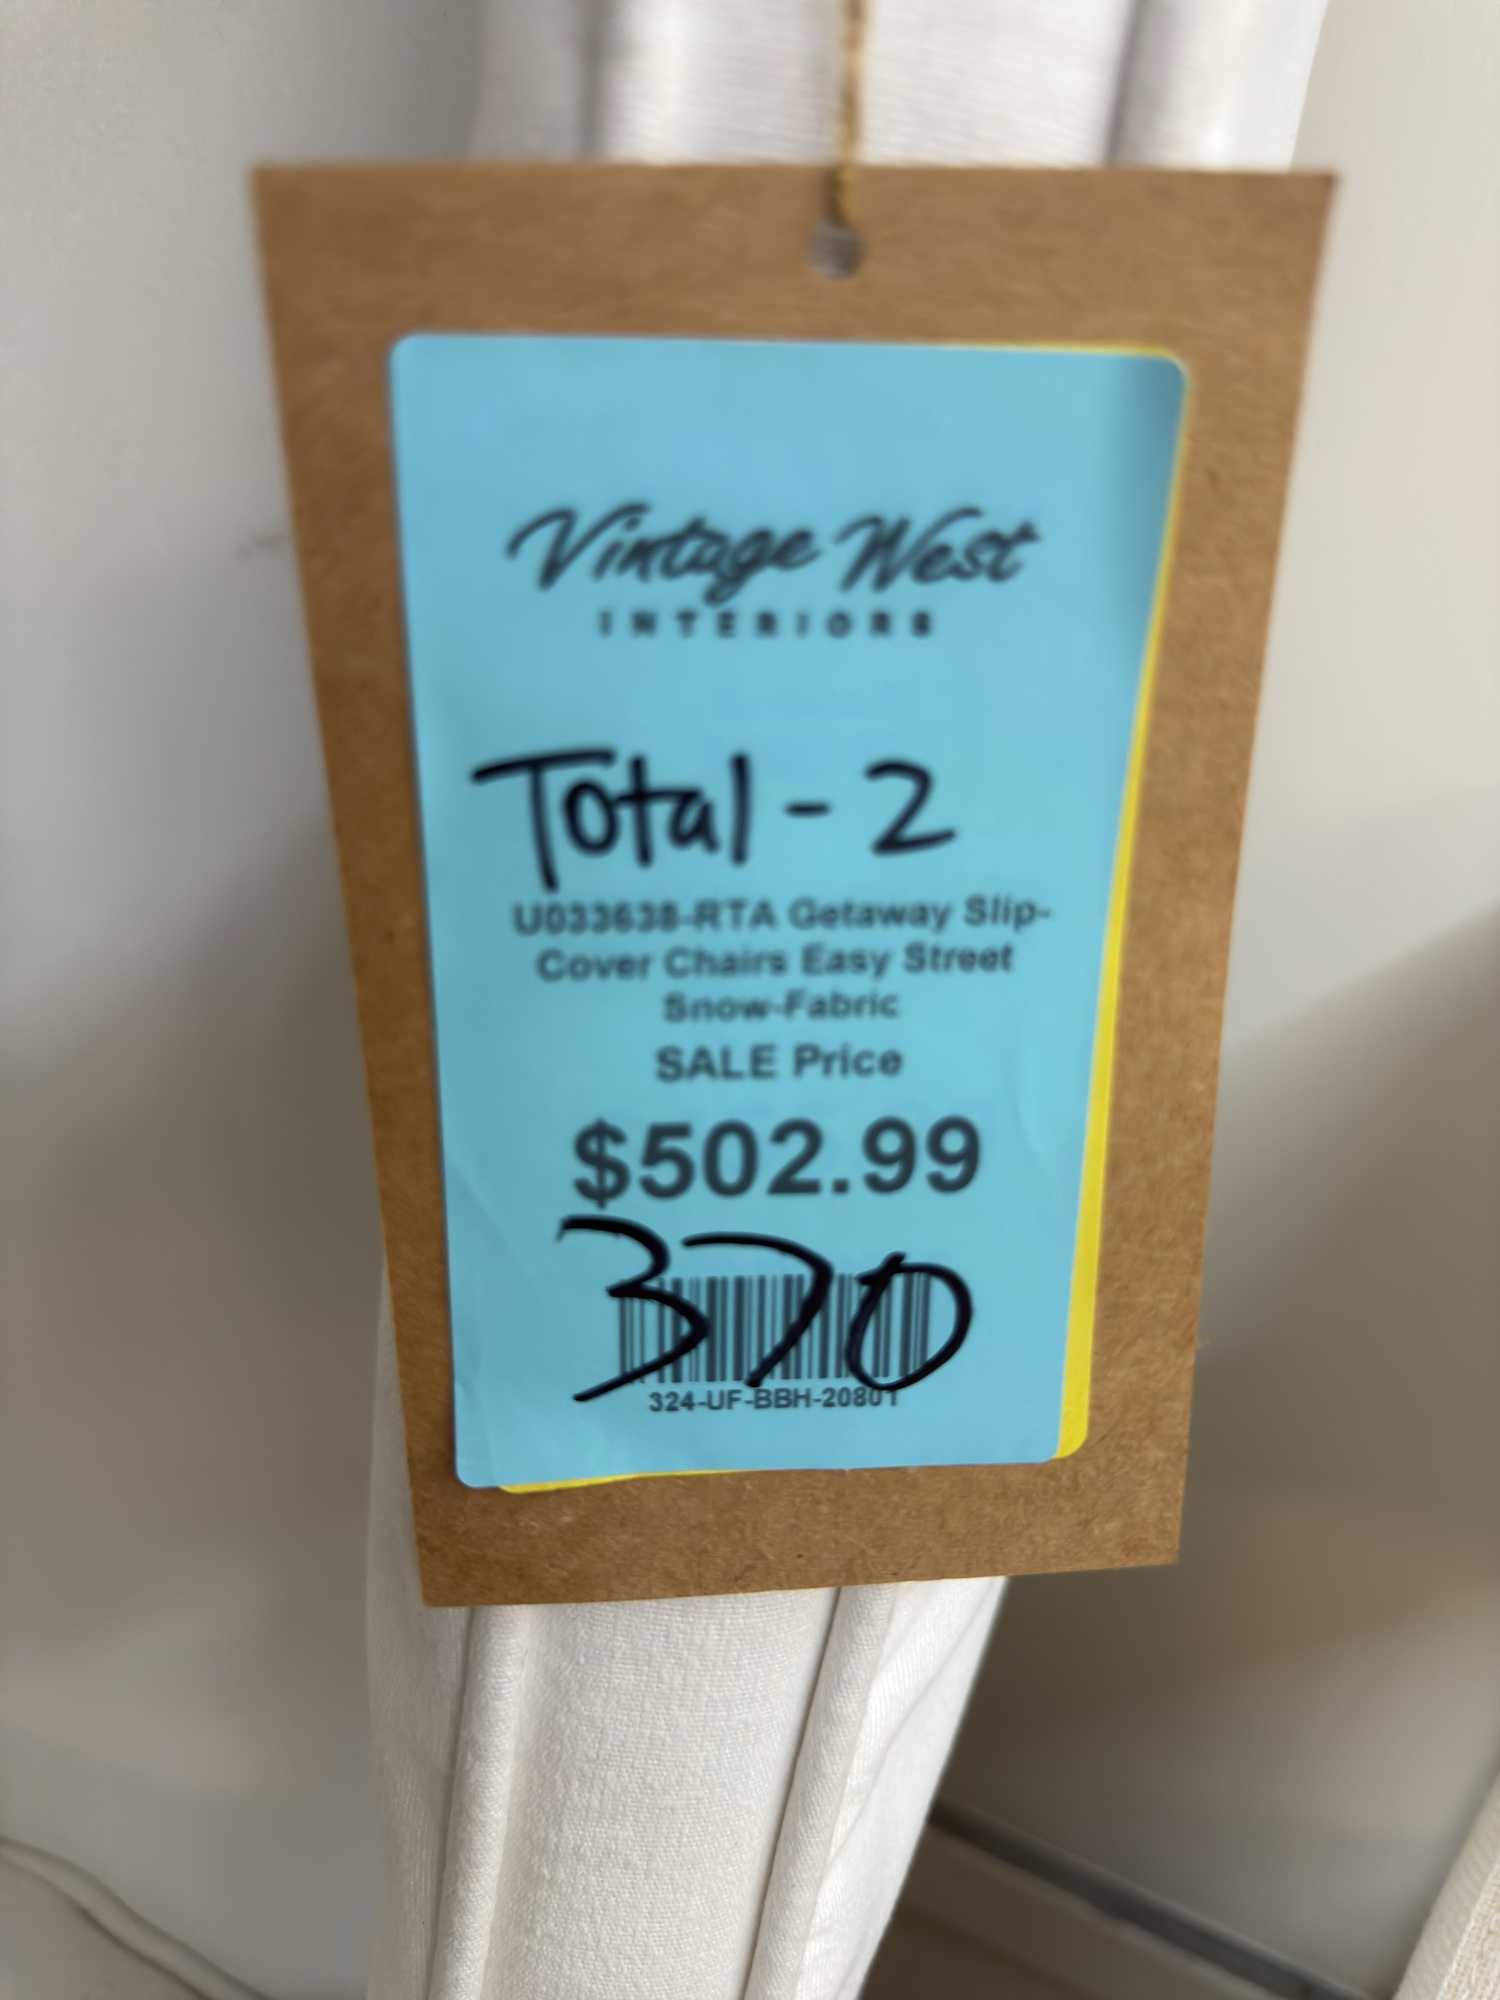 Vintage West
INTERIORS
Total - 2
U033638-RTA Getaway Slip-
Cover Chairs Easy Street
Snow-Fabric
SALE Price
$502.99
370
324-UF-BBH-20801